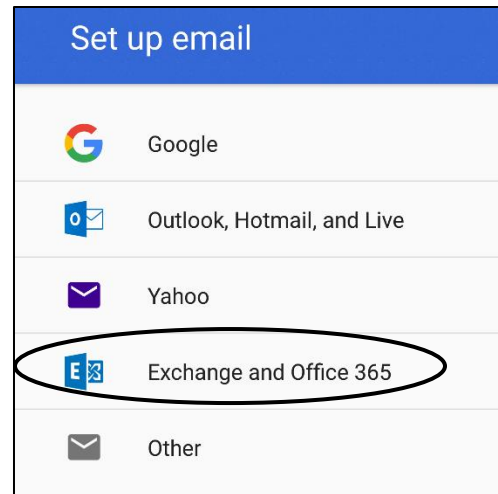 Set up email
Google
Outlook, Hotmail, and Live
Yahoo
Exchange and Office 365
Other